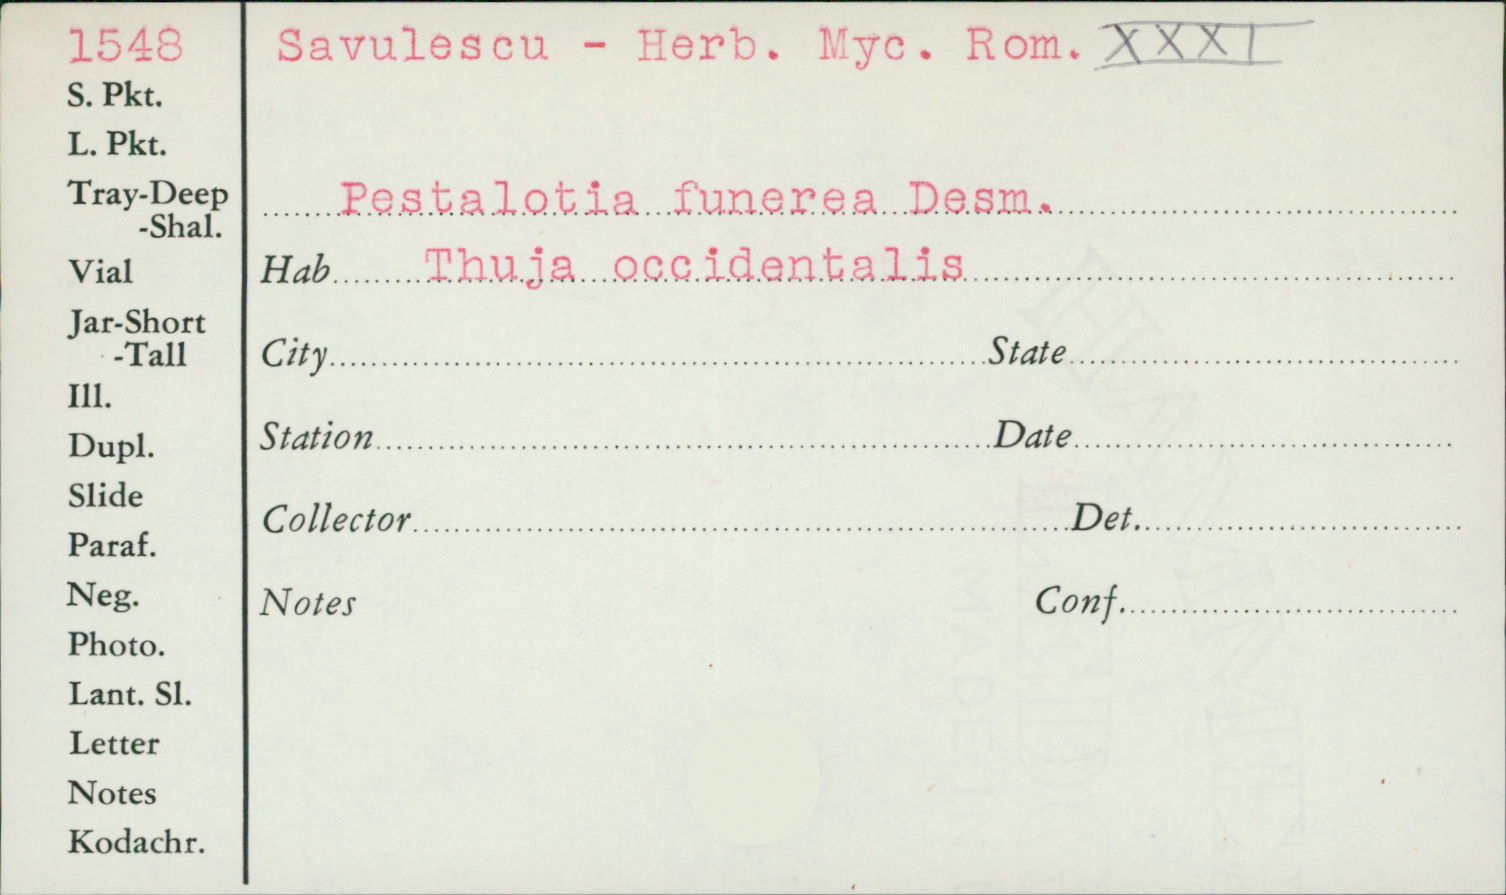 1548 Savulescu - Herb. Myc. Rom. XXXI
S. Pkt.
L. Pkt.
Tray-Deep
-Shal.
Pestalotia funerea Desm.
Vial
Hab Thuja occidentalis
Jar-Short
-Tall
City State
Ill.
Dupl.
Station Date
Slide
Collector Det.
Paraf.
Neg.
Notes Conf.
Photo.
Lant. Sl.
Letter
Notes
Kodachr.